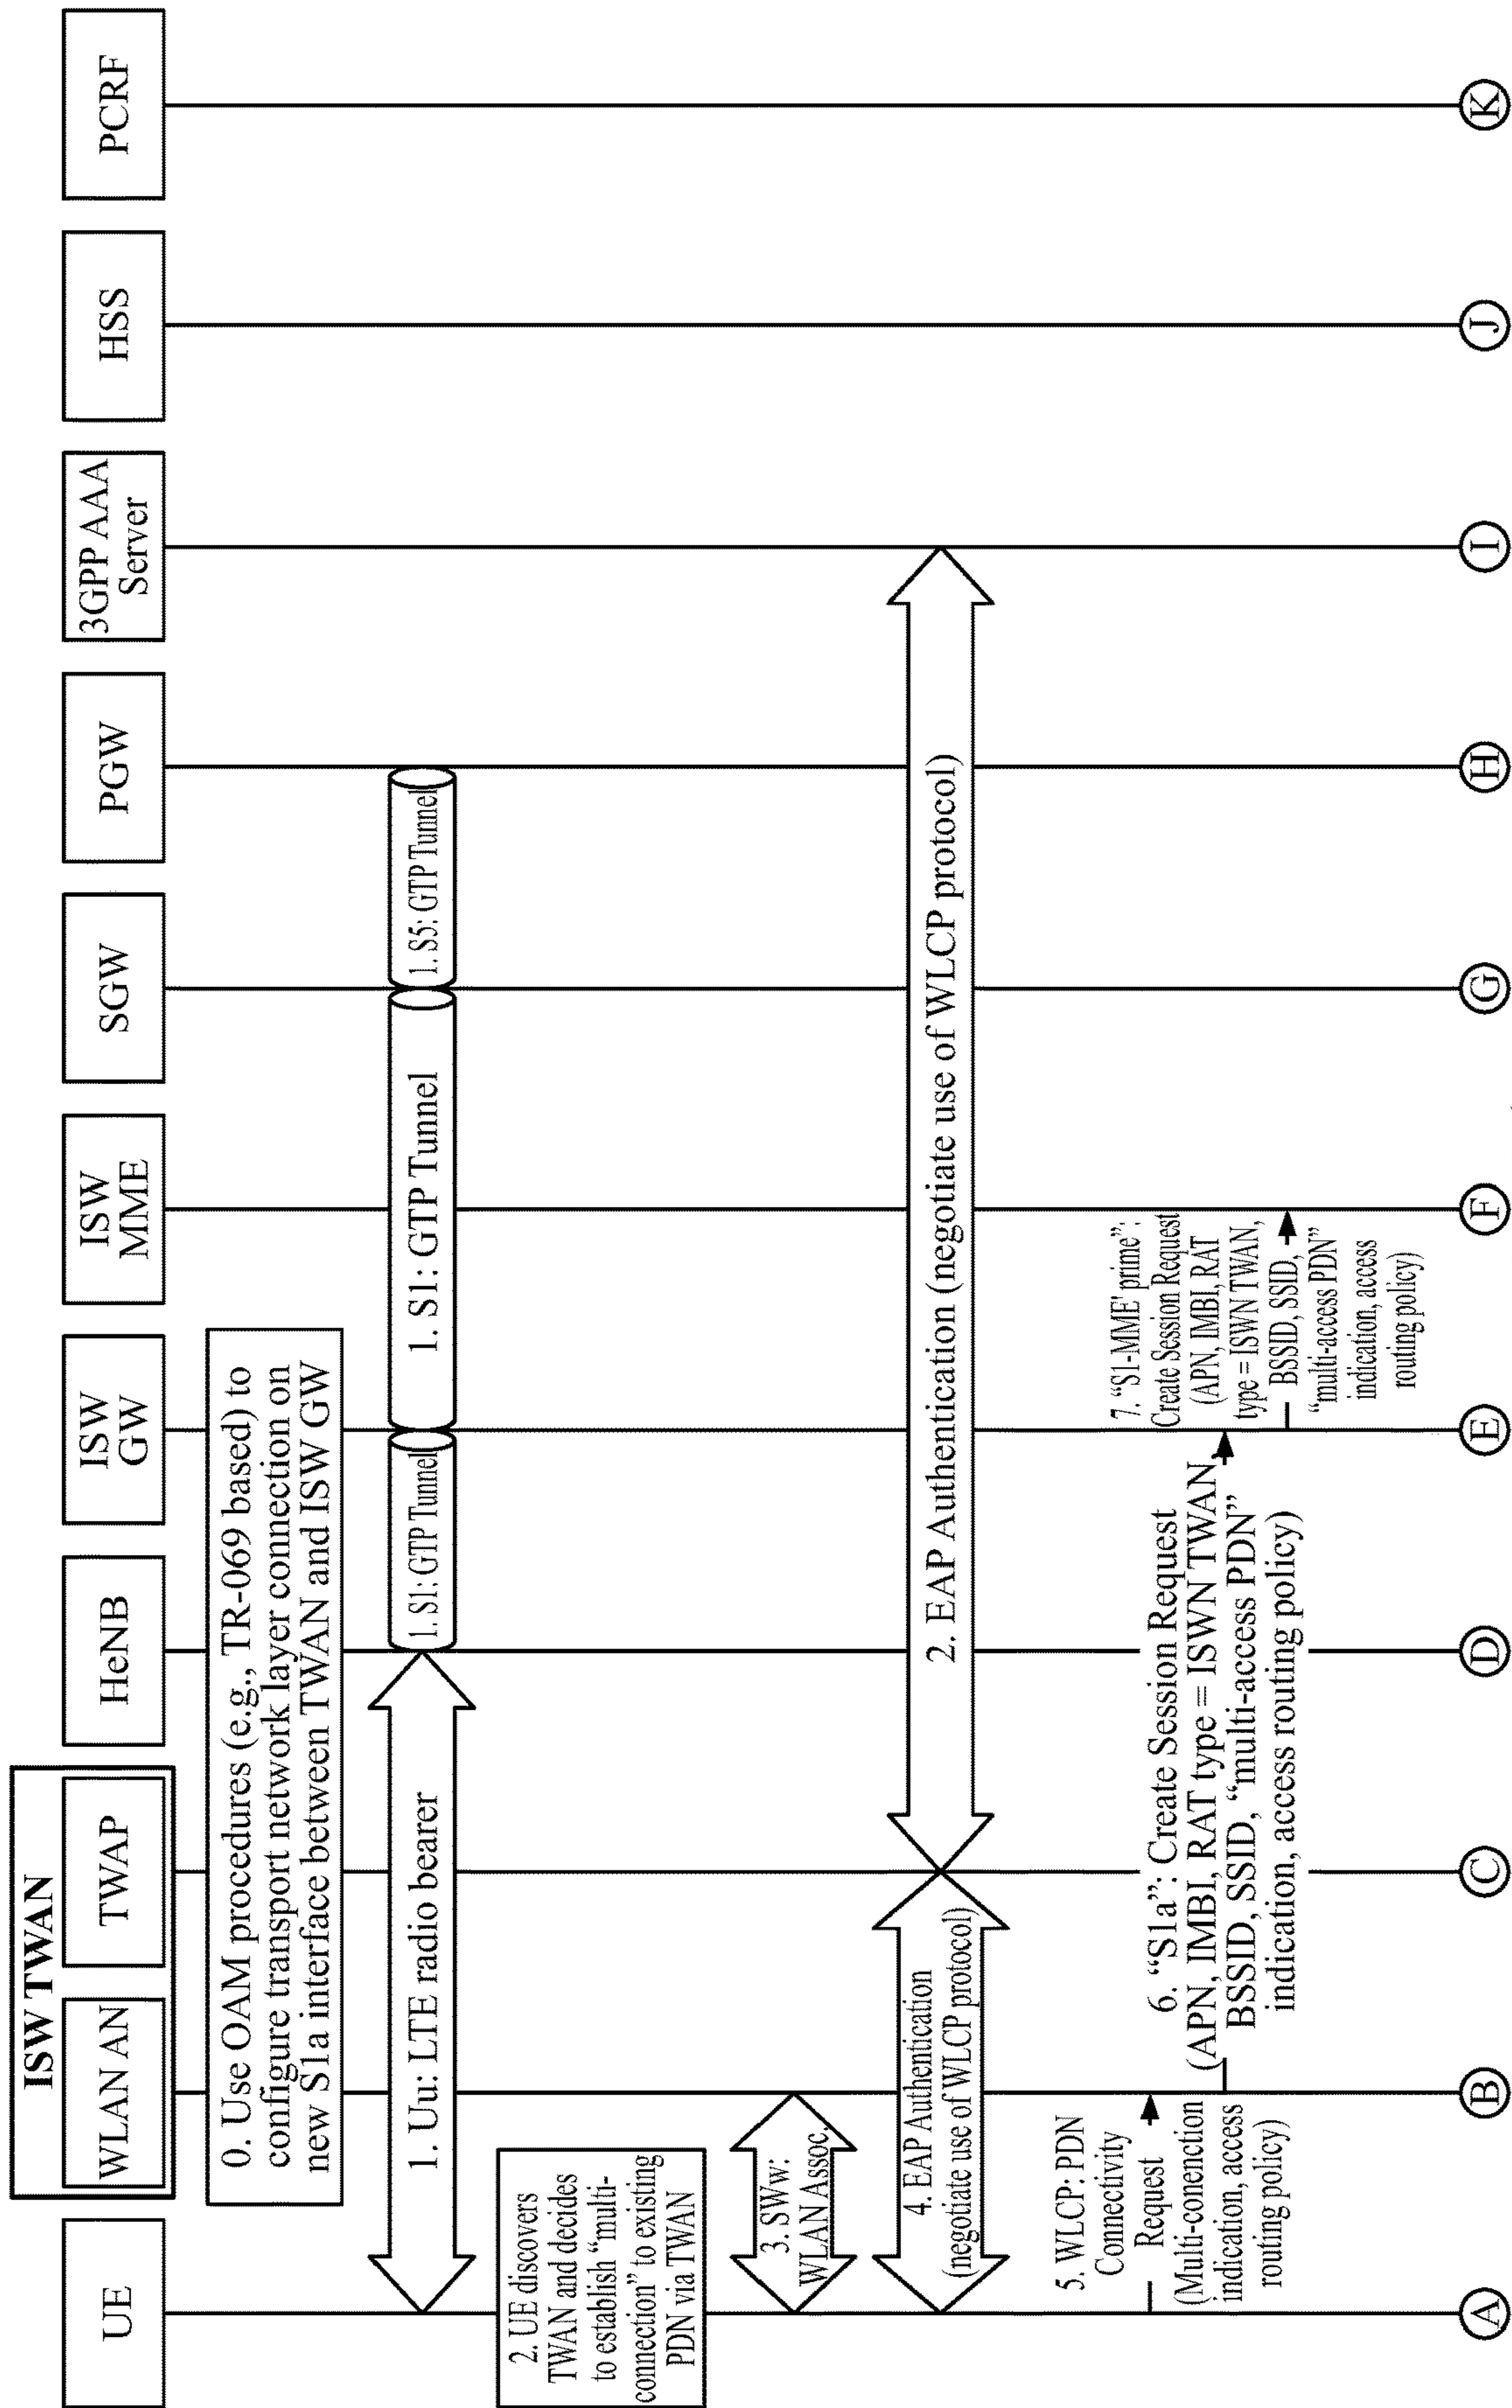 ISW TWAN
UE
WLAN AN
TWAP
HeNB
ISW
GW
ISW
MME
SGW
PGW
3GPP AAA
Server
HSS
PCRF
0. Use OAM procedures (e.g., TR-069 based) to
configure transport network layer connection on
new S1a interface between TWAN and ISW GW
1. Uu: LTE radio bearer
1. S1: GTP Tunnel
1. S1: GTP Tunnel
1. S5: GTP Tunnel
2. UE discovers
TWAN and decides
to establish “multi-
connection” to existing
PDN via TWAN
3. SWw:
WLAN Assoc.
4. EAP Authentication
(negotiate use of WLCP protocol)
2. EAP Authentication (negotiate use of WLCP protocol)
5. WLCP: PDN
Connectivity
Request
(Multi-conenction
indication, access
routing policy)
6. “S1a”: Create Session Request
(APN, IMBI, RAT type = ISWN TWAN
BSSID, SSID, “multi-access PDN”
indication, access routing policy)
7. “S1-MME' prime”:
Create Session Request
(APN, IMBI, RAT
type = ISWN TWAN,
BSSID, SSID,
“multi-access PDN”
indication, access
routing policy)
A
B
C
D
E
F
G
H
I
J
K